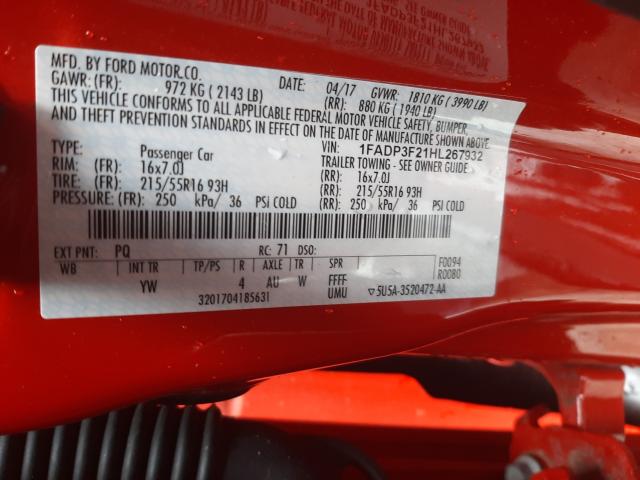 MFD. BY FORD MOTOR.CO.
DATE: 04/17 GVWR: 1810 KG ( 3990 LB)
GAWR: (FR): 972 KG ( 2143 LB) (RR): 880 KG ( 1940 LB)
THIS VEHICLE CONFORMS TO ALL APPLICABLE FEDERAL MOTOR VEHICLE SAFETY, BUMPER,
AND THEFT PREVENTION STANDARDS IN EFFECT ON THE DATE OF MANUFACTURE SHOWN ABOVE.
VIN: 1FADP3F21HL267932
TYPE: Passenger Car TRAILER TOWING - SEE OWNER GUIDE
RIM: (FR): 16x7.0J (RR): 16x7.0J
TIRE: (FR): 215/55R16 93H (RR): 215/55R16 93H
PRESSURE: (FR): 250 kPa/ 36 PSI COLD (RR): 250 kPa/ 36 PSI COLD
EXT PNT: PQ RC: 71 DSO:
WB INT TR TP/PS R AXLE TR SPR F0094
YW 4 AU W FFFF R0080
3201704185631 UMU ▽5U5A-3520472-AA